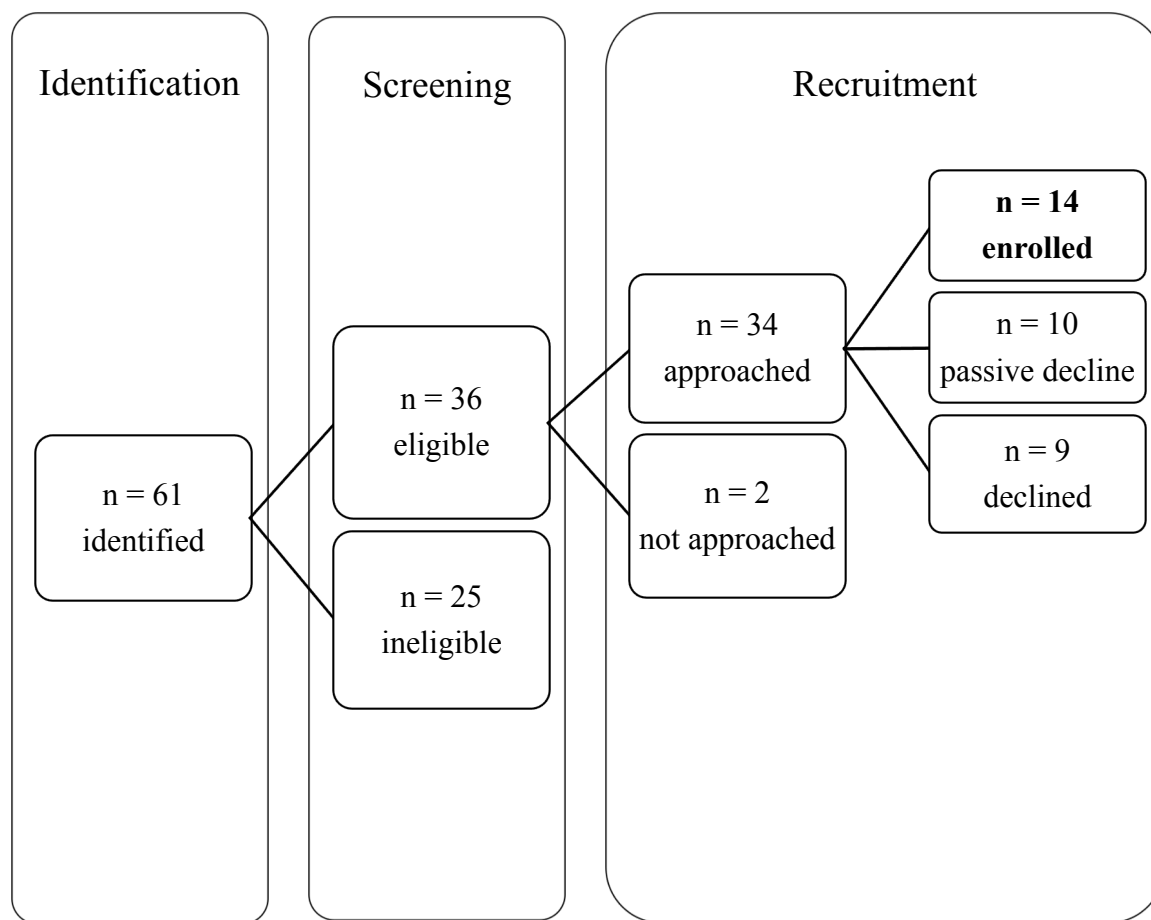 Identification
Screening
Recruitment
n = 61
identified
n = 36
eligible
n = 25
ineligible
n = 34
approached
n = 2
not approached
n = 14
enrolled
n = 10
passive decline
n = 9
declined